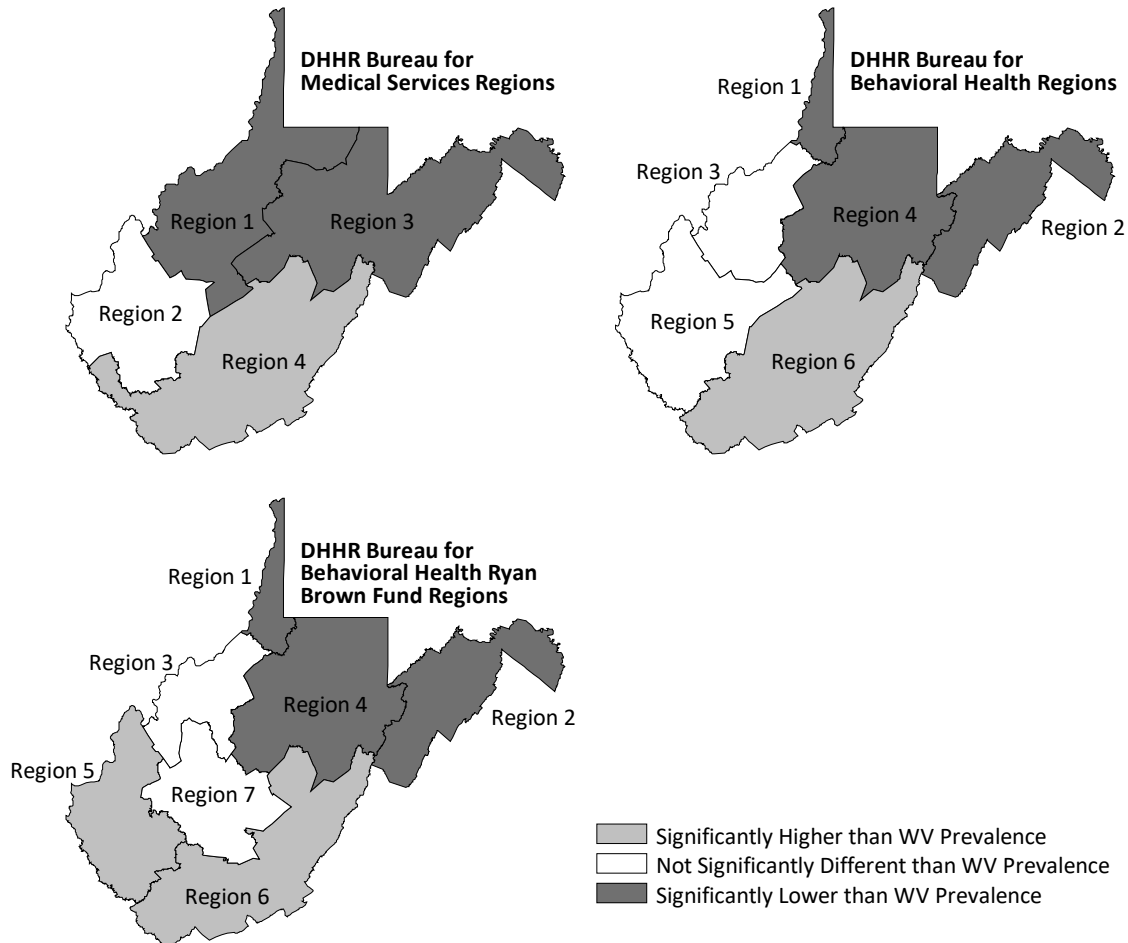 DHHR Bureau for
Medical Services Regions
Region 1
Region 3
Region 2
Region 4
DHHR Bureau for
Behavioral Health Regions
Region 1
Region 3
Region 4
Region 2
Region 5
Region 6
DHHR Bureau for
Behavioral Health Ryan
Brown Fund Regions
Region 1
Region 3
Region 4
Region 2
Region 5
Region 7
Region 6
Significantly Higher than WV Prevalence
Not Significantly Different than WV Prevalence
Significantly Lower than WV Prevalence